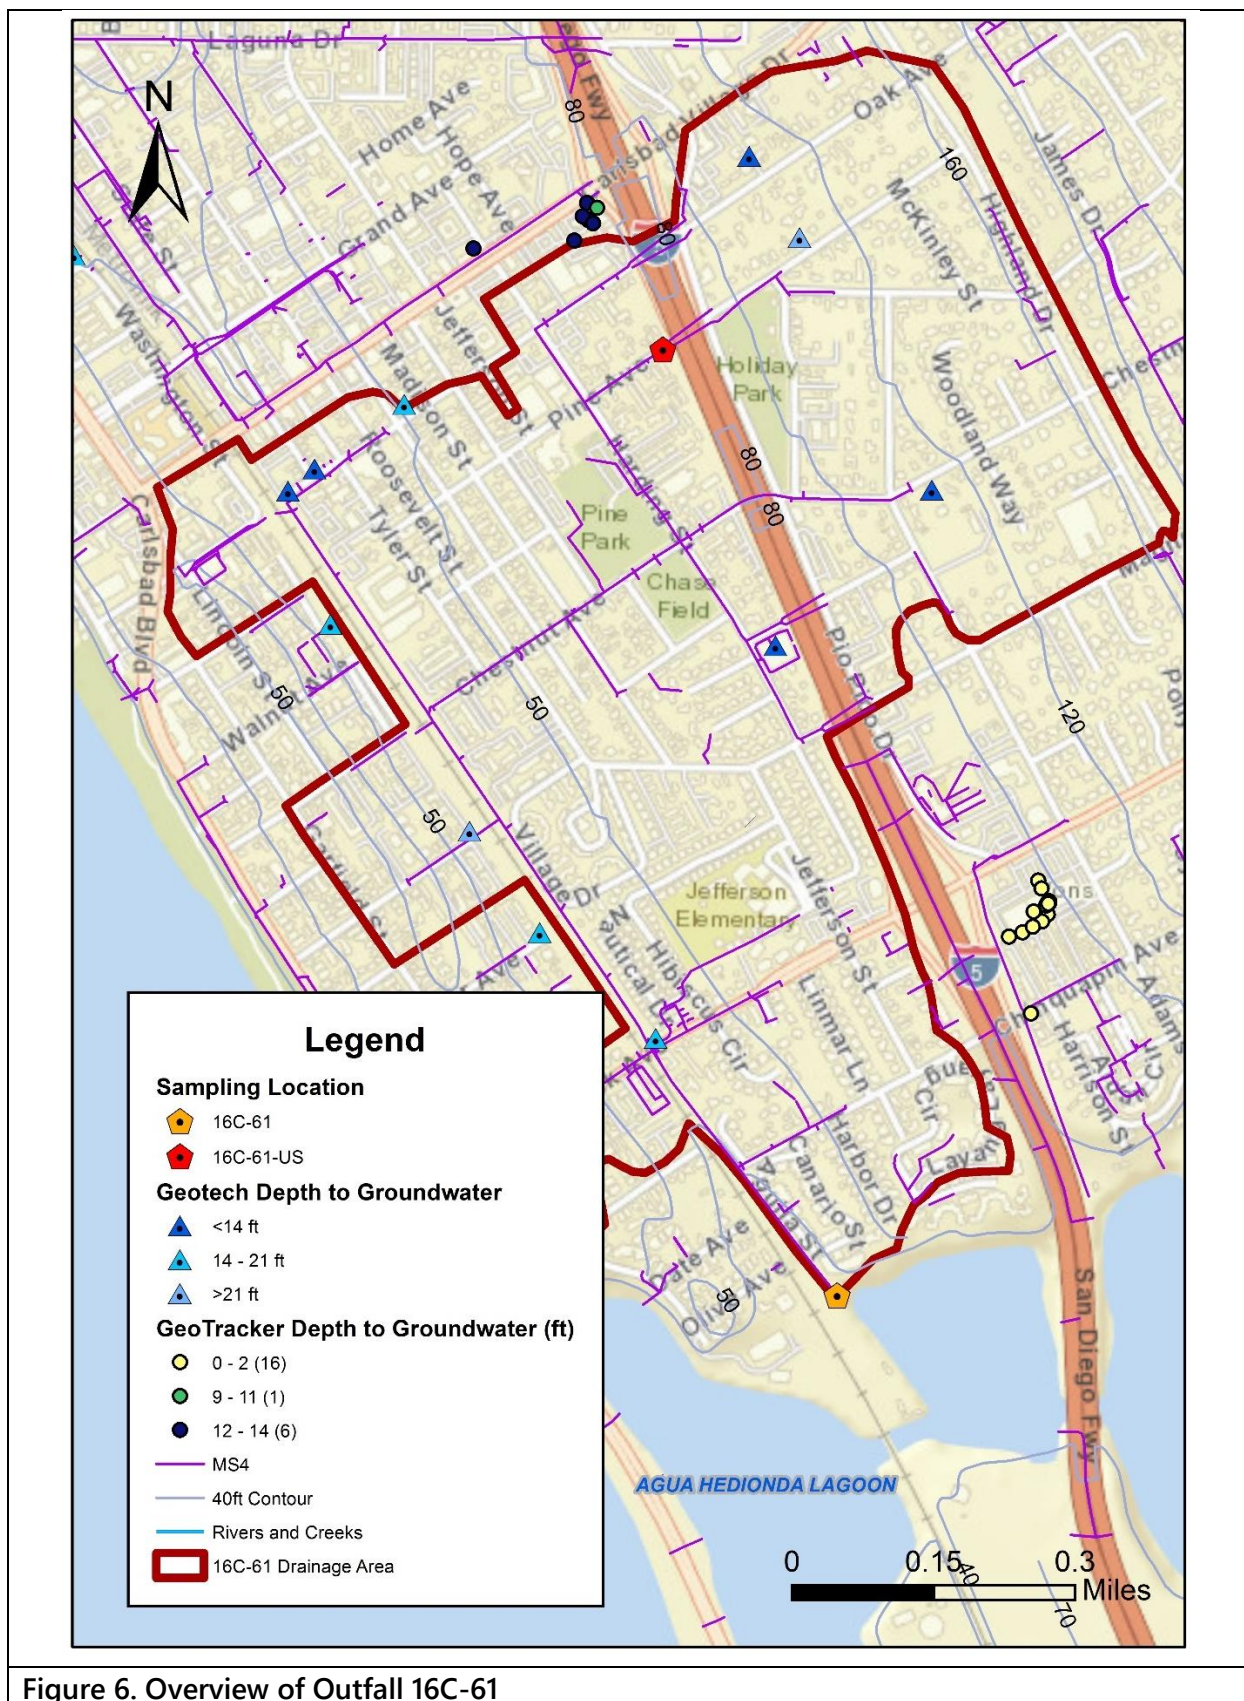 Laguna Dr
N
Home Ave
Hope Ave
Grand Ave
80
Fwy
Carlsbad Village Dr
Oak Ave
160
James Dr
McKinley St
Highland Dr
80
Washington St
Madison St
Jefferson St
Pine Ave
Holiday
Park
Woodland Way
Roosevelt St
Tyler St
Harding St
80
80
Carlsbad Blvd
Pine
Park
Chase
Field
Lincoln St
Walnut Ave
50
Chestnut Ave
50
Pio Pico Dr
120
50
Garfield St
Village Dr
Jefferson
Elementary
Jefferson St
Nautical Dr
Hibiscus Cir
Linmar Ln
5
Chinquapin Ave
Adams
Harrison St
Cir
Harbor Dr
Canario St
Aguila St
Date Ave
Olive Ave
50
San Diego Fwy
AGUA HEDIONDA LAGOON
Legend
Sampling Location
16C-61
16C-61-US
Geotech Depth to Groundwater
<14 ft
14 - 21 ft
>21 ft
GeoTracker Depth to Groundwater (ft)
0 - 2 (16)
9 - 11 (1)
12 - 14 (6)
MS4
40ft Contour
Rivers and Creeks
16C-61 Drainage Area
0 0.15 0.3
Miles
40
70
Figure 6. Overview of Outfall 16C-61